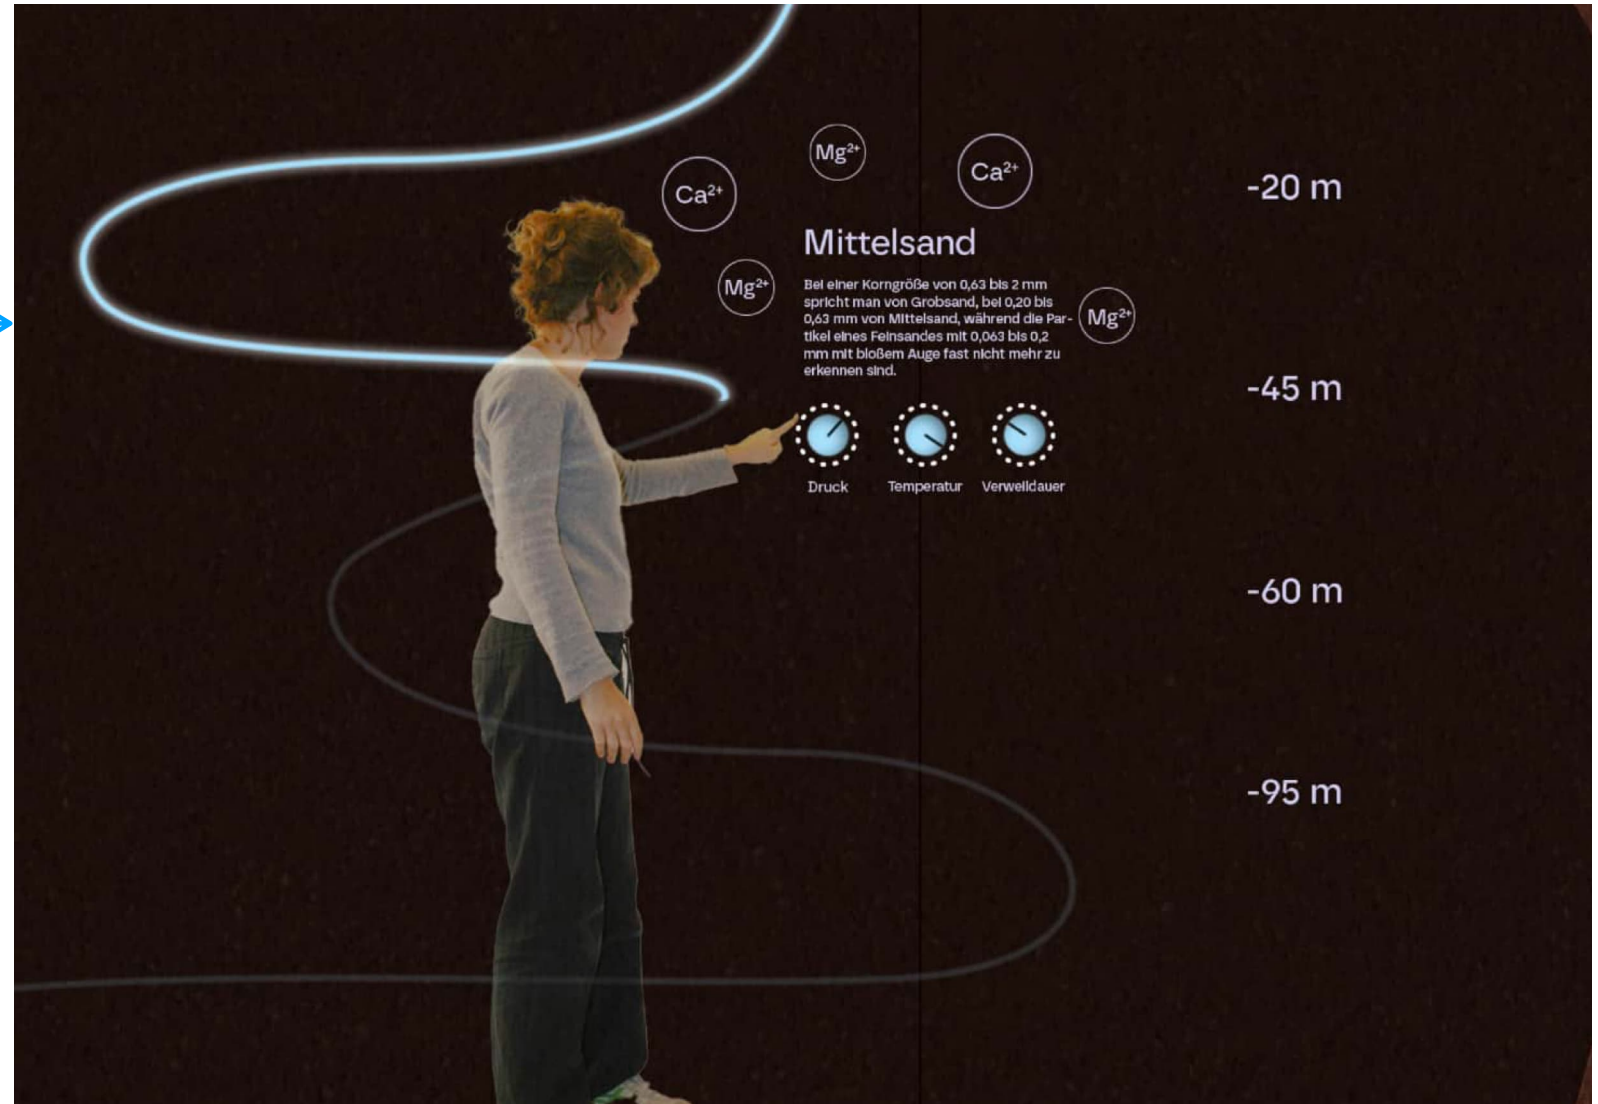 Mg²⁺
Ca²⁺
Ca²⁺
-20 m
Mittelsand
Mg²⁺
Bei einer Korngröße von 0,63 bis 2 mm
spricht man von Grobsand, bei 0,20 bis
0,63 mm von Mittelsand, während die Par-
tikel eines Feinsandes mit 0,063 bis 0,2
mm mit bloßem Auge fast nicht mehr zu
erkennen sind.
Mg²⁺
-45 m
Druck
Temperatur
Verweildauer
-60 m
-95 m